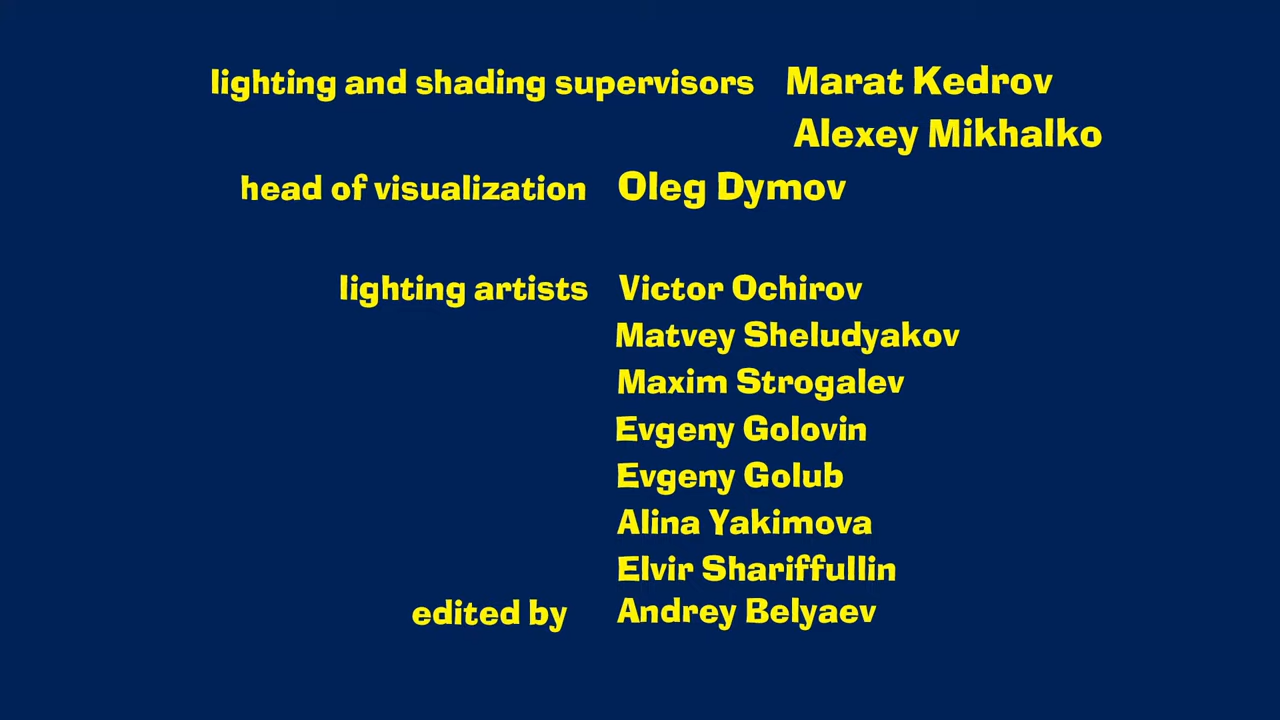 lighting and shading supervisors Marat Kedrov
Alexey Mikhalko
head of visualization Oleg Dymov
lighting artists Victor Ochirov
Matvey Sheludyakov
Maxim Strogalev
Evgeny Golovin
Evgeny Golub
Alina Yakimova
Elvir Shariffullin
edited by Andrey Belyaev